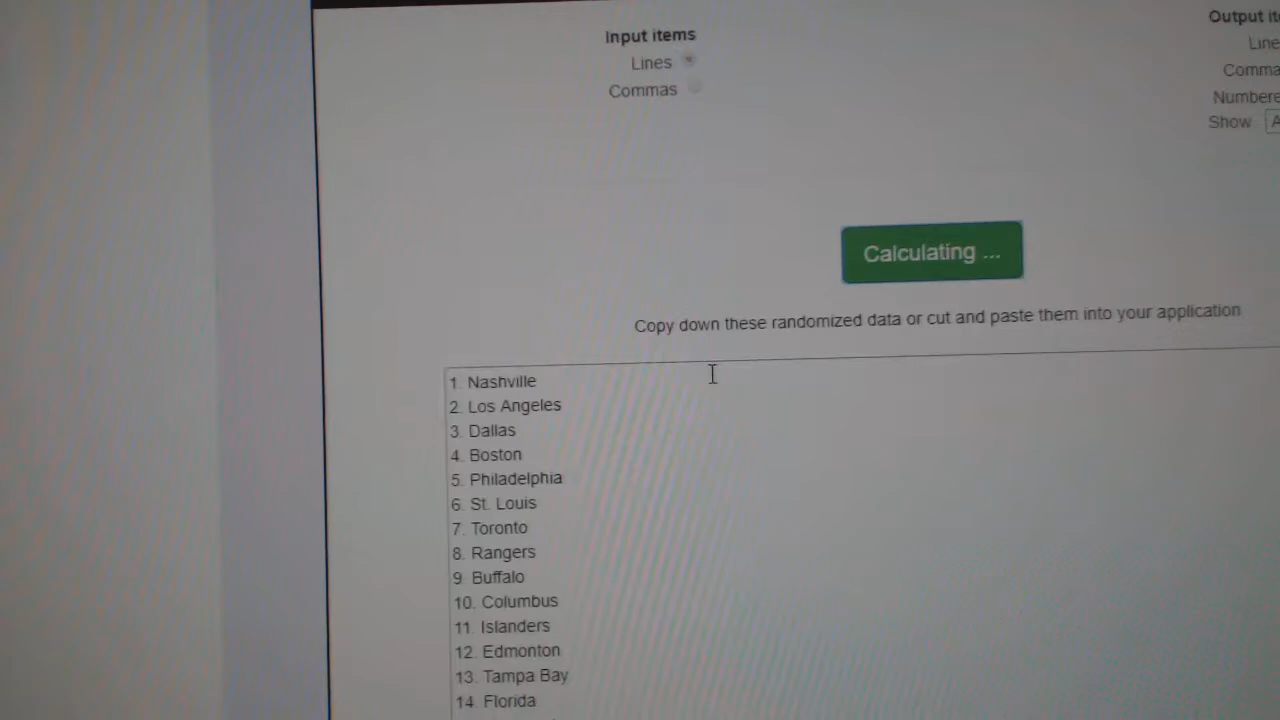 Input items
Lines
Commas
Output
Show
Calculating ...
Copy down these randomized data or cut and paste them into your application
1. Nashville
2. Los Angeles
3. Dallas
4. Boston
5. Philadelphia
6. St. Louis
7. Toronto
8. Rangers
9. Buffalo
10. Columbus
11. Islanders
12. Edmonton
13. Tampa Bay
14. Florida